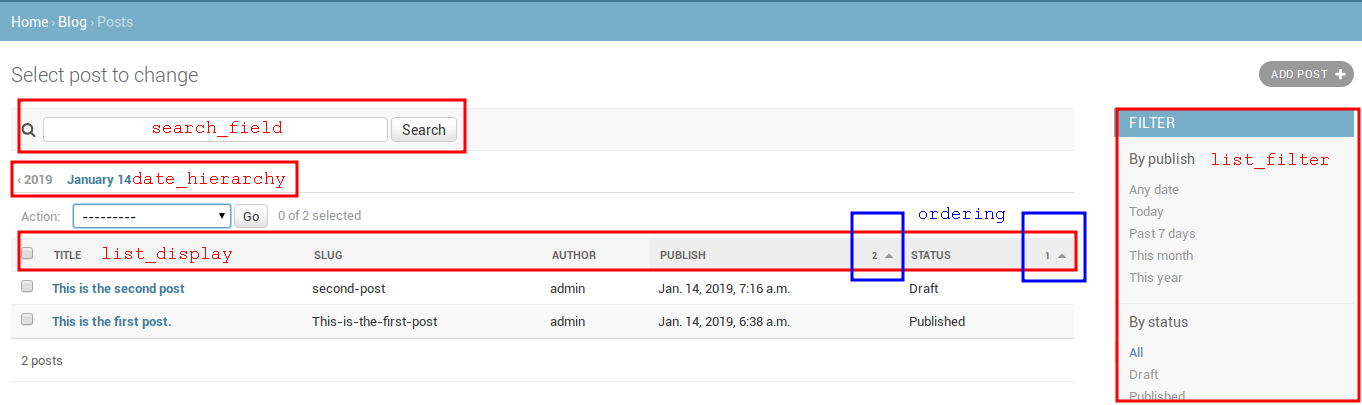 Home › Blog › Posts
Select post to change
ADD POST +
search_field Search
‹ 2019 January 14 date_hierarchy
Action: --------- Go 0 of 2 selected
ordering
TITLE list_display SLUG AUTHOR PUBLISH 2 STATUS 1
This is the second post second-post admin Jan. 14, 2019, 7:16 a.m. Draft
This is the first post. This-is-the-first-post admin Jan. 14, 2019, 6:38 a.m. Published
2 posts
FILTER
By publish list_filter
Any date
Today
Past 7 days
This month
This year
By status
All
Draft
Published